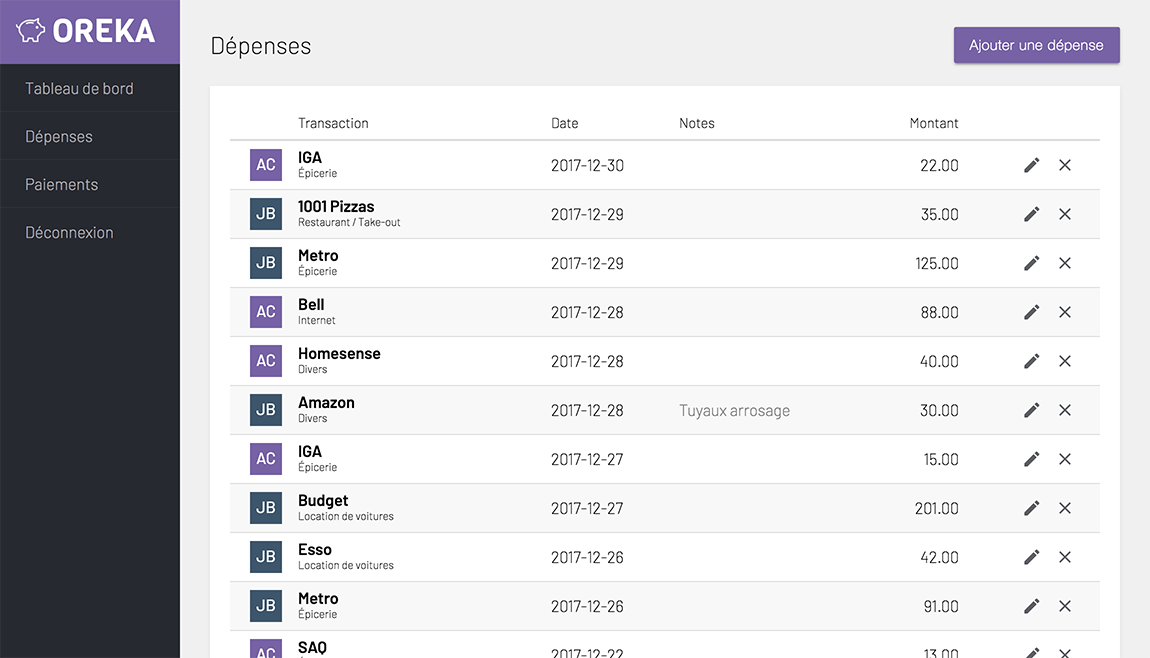 OREKA
Tableau de bord
Dépenses
Paiements
Déconnexion
Dépenses
Ajouter une dépense
Transaction Date Notes Montant
AC IGA 2017-12-30 22.00
Épicerie
JB 1001 Pizzas 2017-12-29 35.00
Restaurant / Take-out
JB Metro 2017-12-29 125.00
Épicerie
AC Bell 2017-12-28 88.00
Internet
AC Homesense 2017-12-28 40.00
Divers
JB Amazon 2017-12-28 Tuyaux arrosage 30.00
Divers
AC IGA 2017-12-27 15.00
Épicerie
JB Budget 2017-12-27 201.00
Location de voitures
JB Esso 2017-12-26 42.00
Location de voitures
JB Metro 2017-12-26 91.00
Épicerie
AC SAQ 2017-12-22 13.00